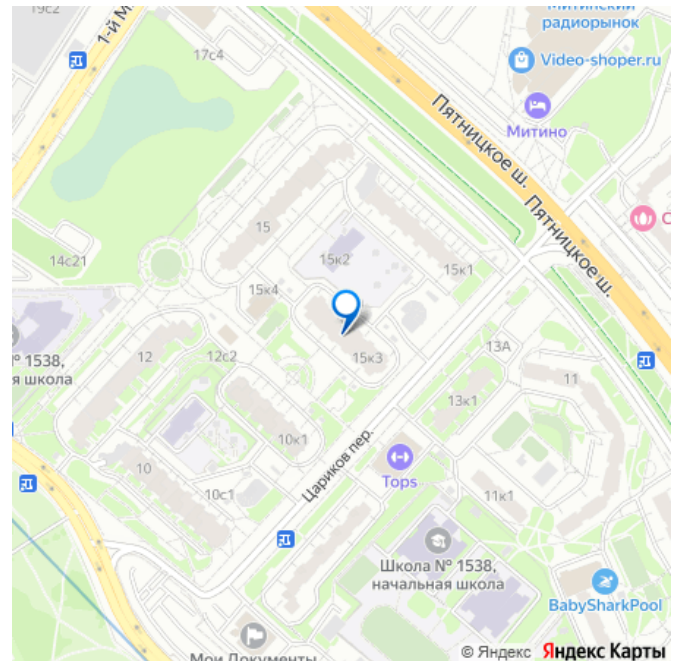 19с2
Митинский
радиорынок
1-й М
17с4
Video-shoper.ru
Митино
Пятницкое ш.
Пятницкое ш.
15
С
15к2
14с21
15к1
15к4
№ 1538,
я школа
12
12с2
15к3
13А
11
13к1
10к1
10
Цариков пер.
Tops
10с1
11к1
Школа № 1538,
начальная школа
BabySharkPool
Мои Документы
© Яндекс Яндекс Карты